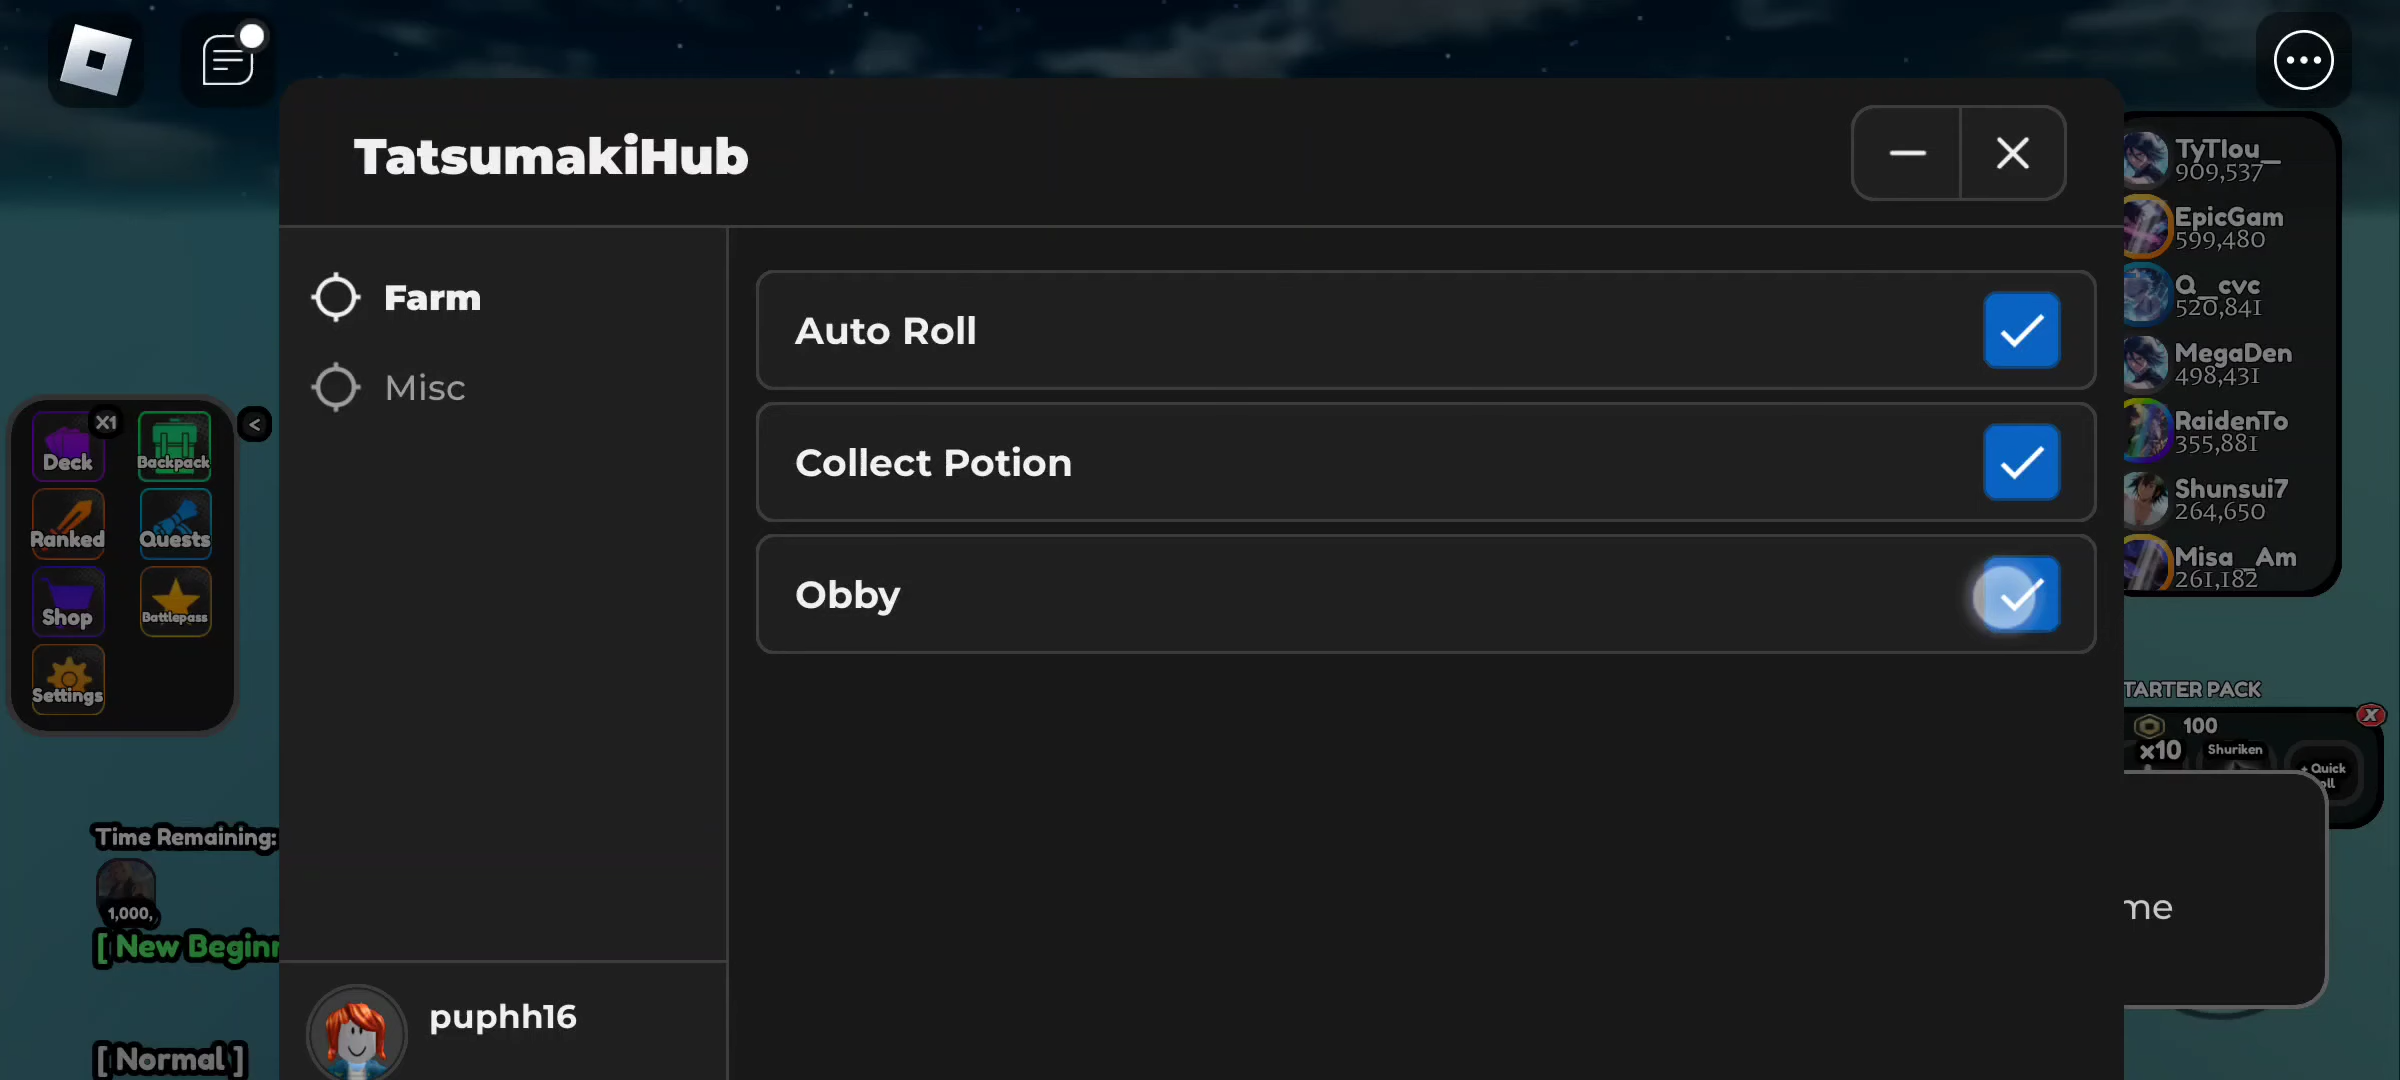 TatsumakiHub
Farm
Misc
Auto Roll
Collect Potion
Obby
puphh16
X1
<
Deck
Backpack
Ranked
Quests
Shop
Battlepass
Settings
Time Remaining:
1,000,
[ New Beginn
[ Normal ]
TyTlou_
909,537
EpicGam
599,480
Q_cvc
520,841
MegaDen
498,431
RaidenTo
355,881
Shunsui7
264,650
Misa_Am
261,182
TARTER PACK
X
100
x10
Shuriken
+ Quick
oll
me